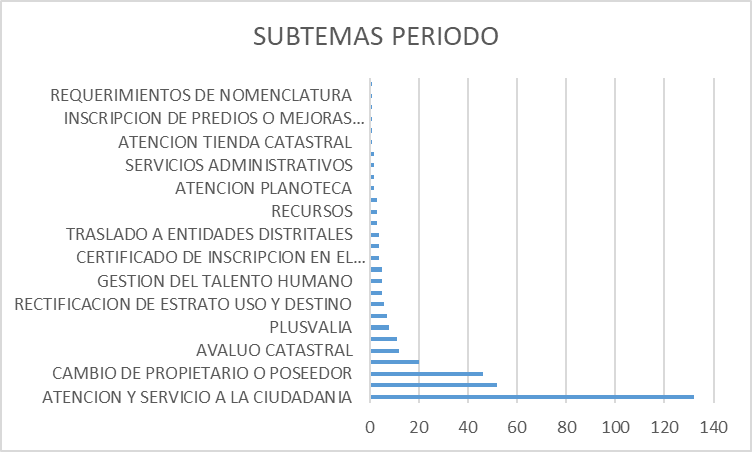 SUBTEMAS PERIODO
REQUERIMIENTOS DE NOMENCLATURA
INSCRIPCION DE PREDIOS O MEJORAS...
ATENCION TIENDA CATASTRAL
SERVICIOS ADMINISTRATIVOS
ATENCION PLANOTECA
RECURSOS
TRASLADO A ENTIDADES DISTRITALES
CERTIFICADO DE INSCRIPCION EN EL...
GESTION DEL TALENTO HUMANO
RECTIFICACION DE ESTRATO USO Y DESTINO
PLUSVALIA
AVALUO CATASTRAL
CAMBIO DE PROPIETARIO O POSEEDOR
ATENCION Y SERVICIO A LA CIUDADANIA
0 20 40 60 80 100 120 140